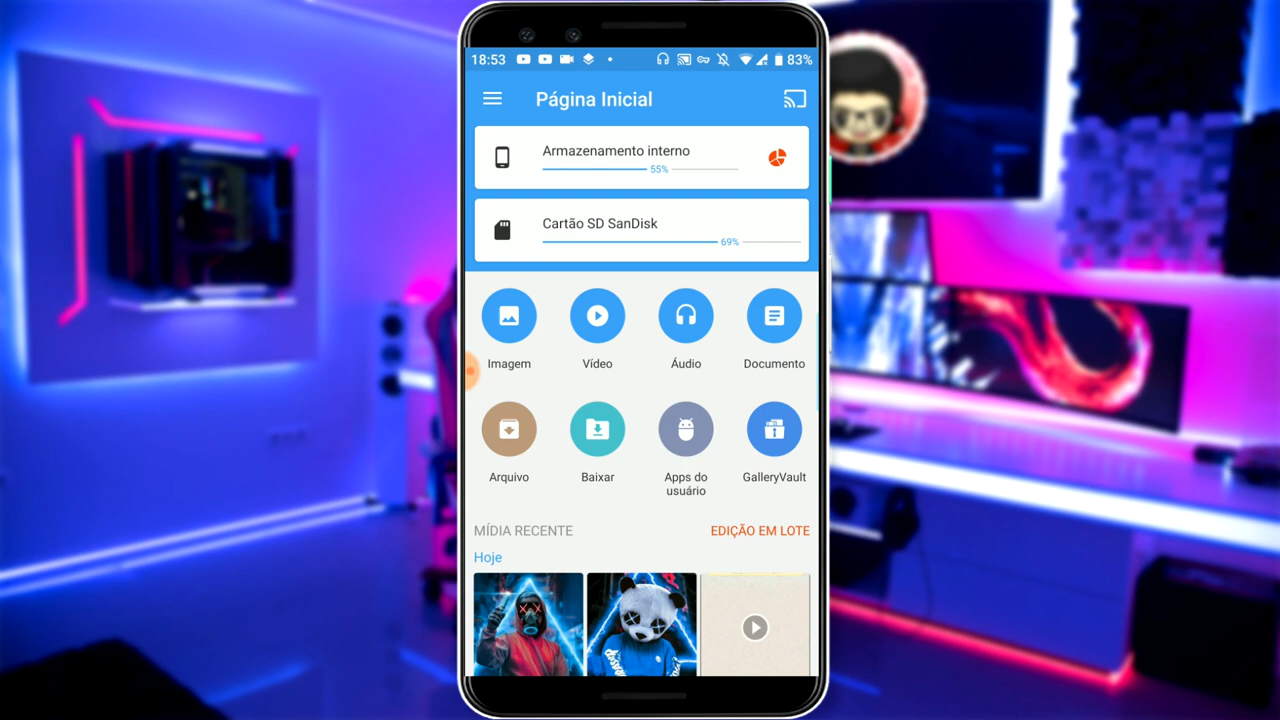 18:53
83%
Página Inicial
Armazenamento interno
55%
Cartão SD SanDisk
69%
Imagem
Vídeo
Áudio
Documento
Arquivo
Baixar
Apps do
usuário
GalleryVault
MÍDIA RECENTE
EDIÇÃO EM LOTE
Hoje